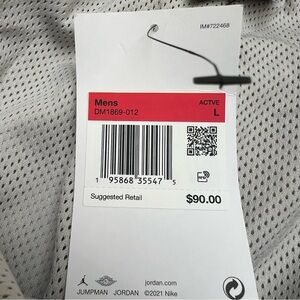 IM#722468
Mens ACTVE
DM1869-012 L
1 95868 35547 5
Suggested Retail $90.00
jordan.com
JUMPMAN JORDAN ©2021 Nike